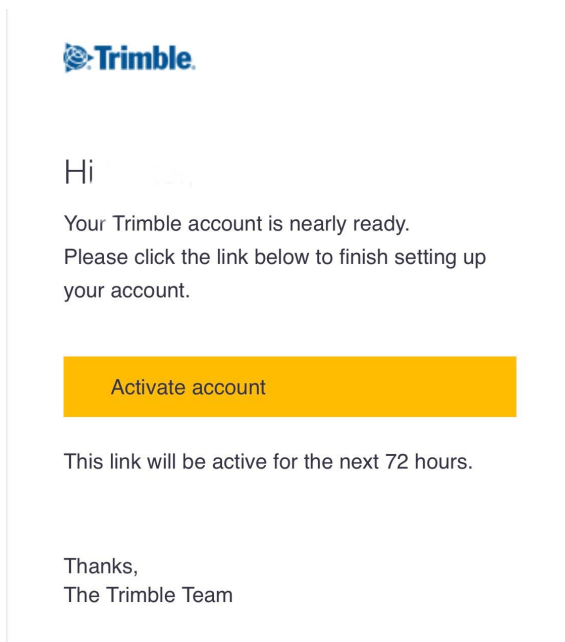 Trimble.
Hi
Your Trimble account is nearly ready.
Please click the link below to finish setting up
your account.
Activate account
This link will be active for the next 72 hours.
Thanks,
The Trimble Team